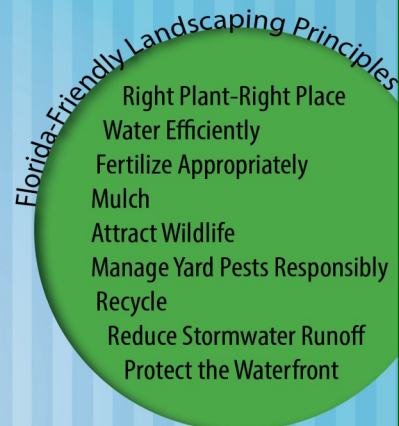 Florida-Friendly Landscaping Principles
Right Plant-Right Place
Water Efficiently
Fertilize Appropriately
Mulch
Attract Wildlife
Manage Yard Pests Responsibly
Recycle
Reduce Stormwater Runoff
Protect the Waterfront